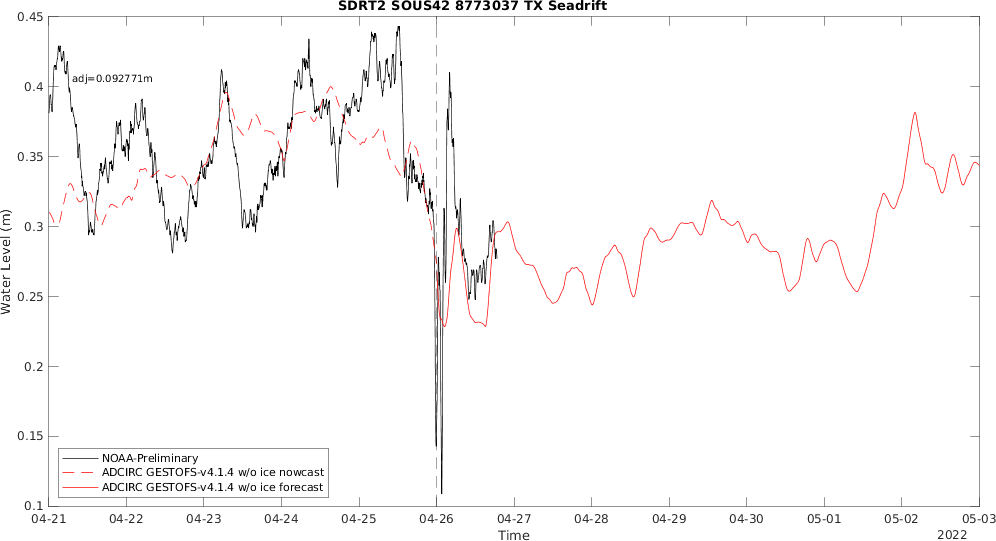 SDRT2 SOUS42 8773037 TX Seadrift
0.45
adj=0.092771m
0.4
0.35
0.3
0.25
0.2
0.15
0.1
Water Level (m)
NOAA-Preliminary
ADCIRC GESTOFS-v4.1.4 w/o ice nowcast
ADCIRC GESTOFS-v4.1.4 w/o ice forecast
04-21 04-22 04-23 04-24 04-25 04-26 04-27 04-28 04-29 04-30 05-01 05-02 05-03
Time
2022